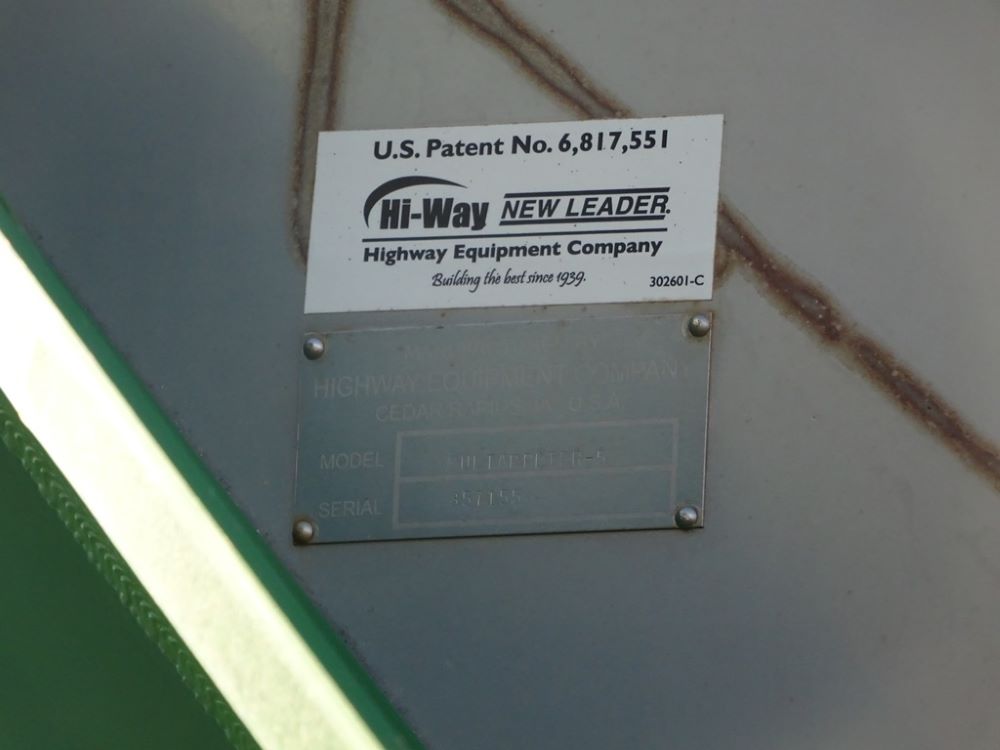 U.S. Patent No. 6,817,551
Hi-Way NEW LEADER®
Highway Equipment Company
Building the best since 1939.
302601-C
HIGHWAY EQUIPMENT COMPANY
CEDAR RAPIDS, IA. U.S.A.
MODEL
SERIAL 357155